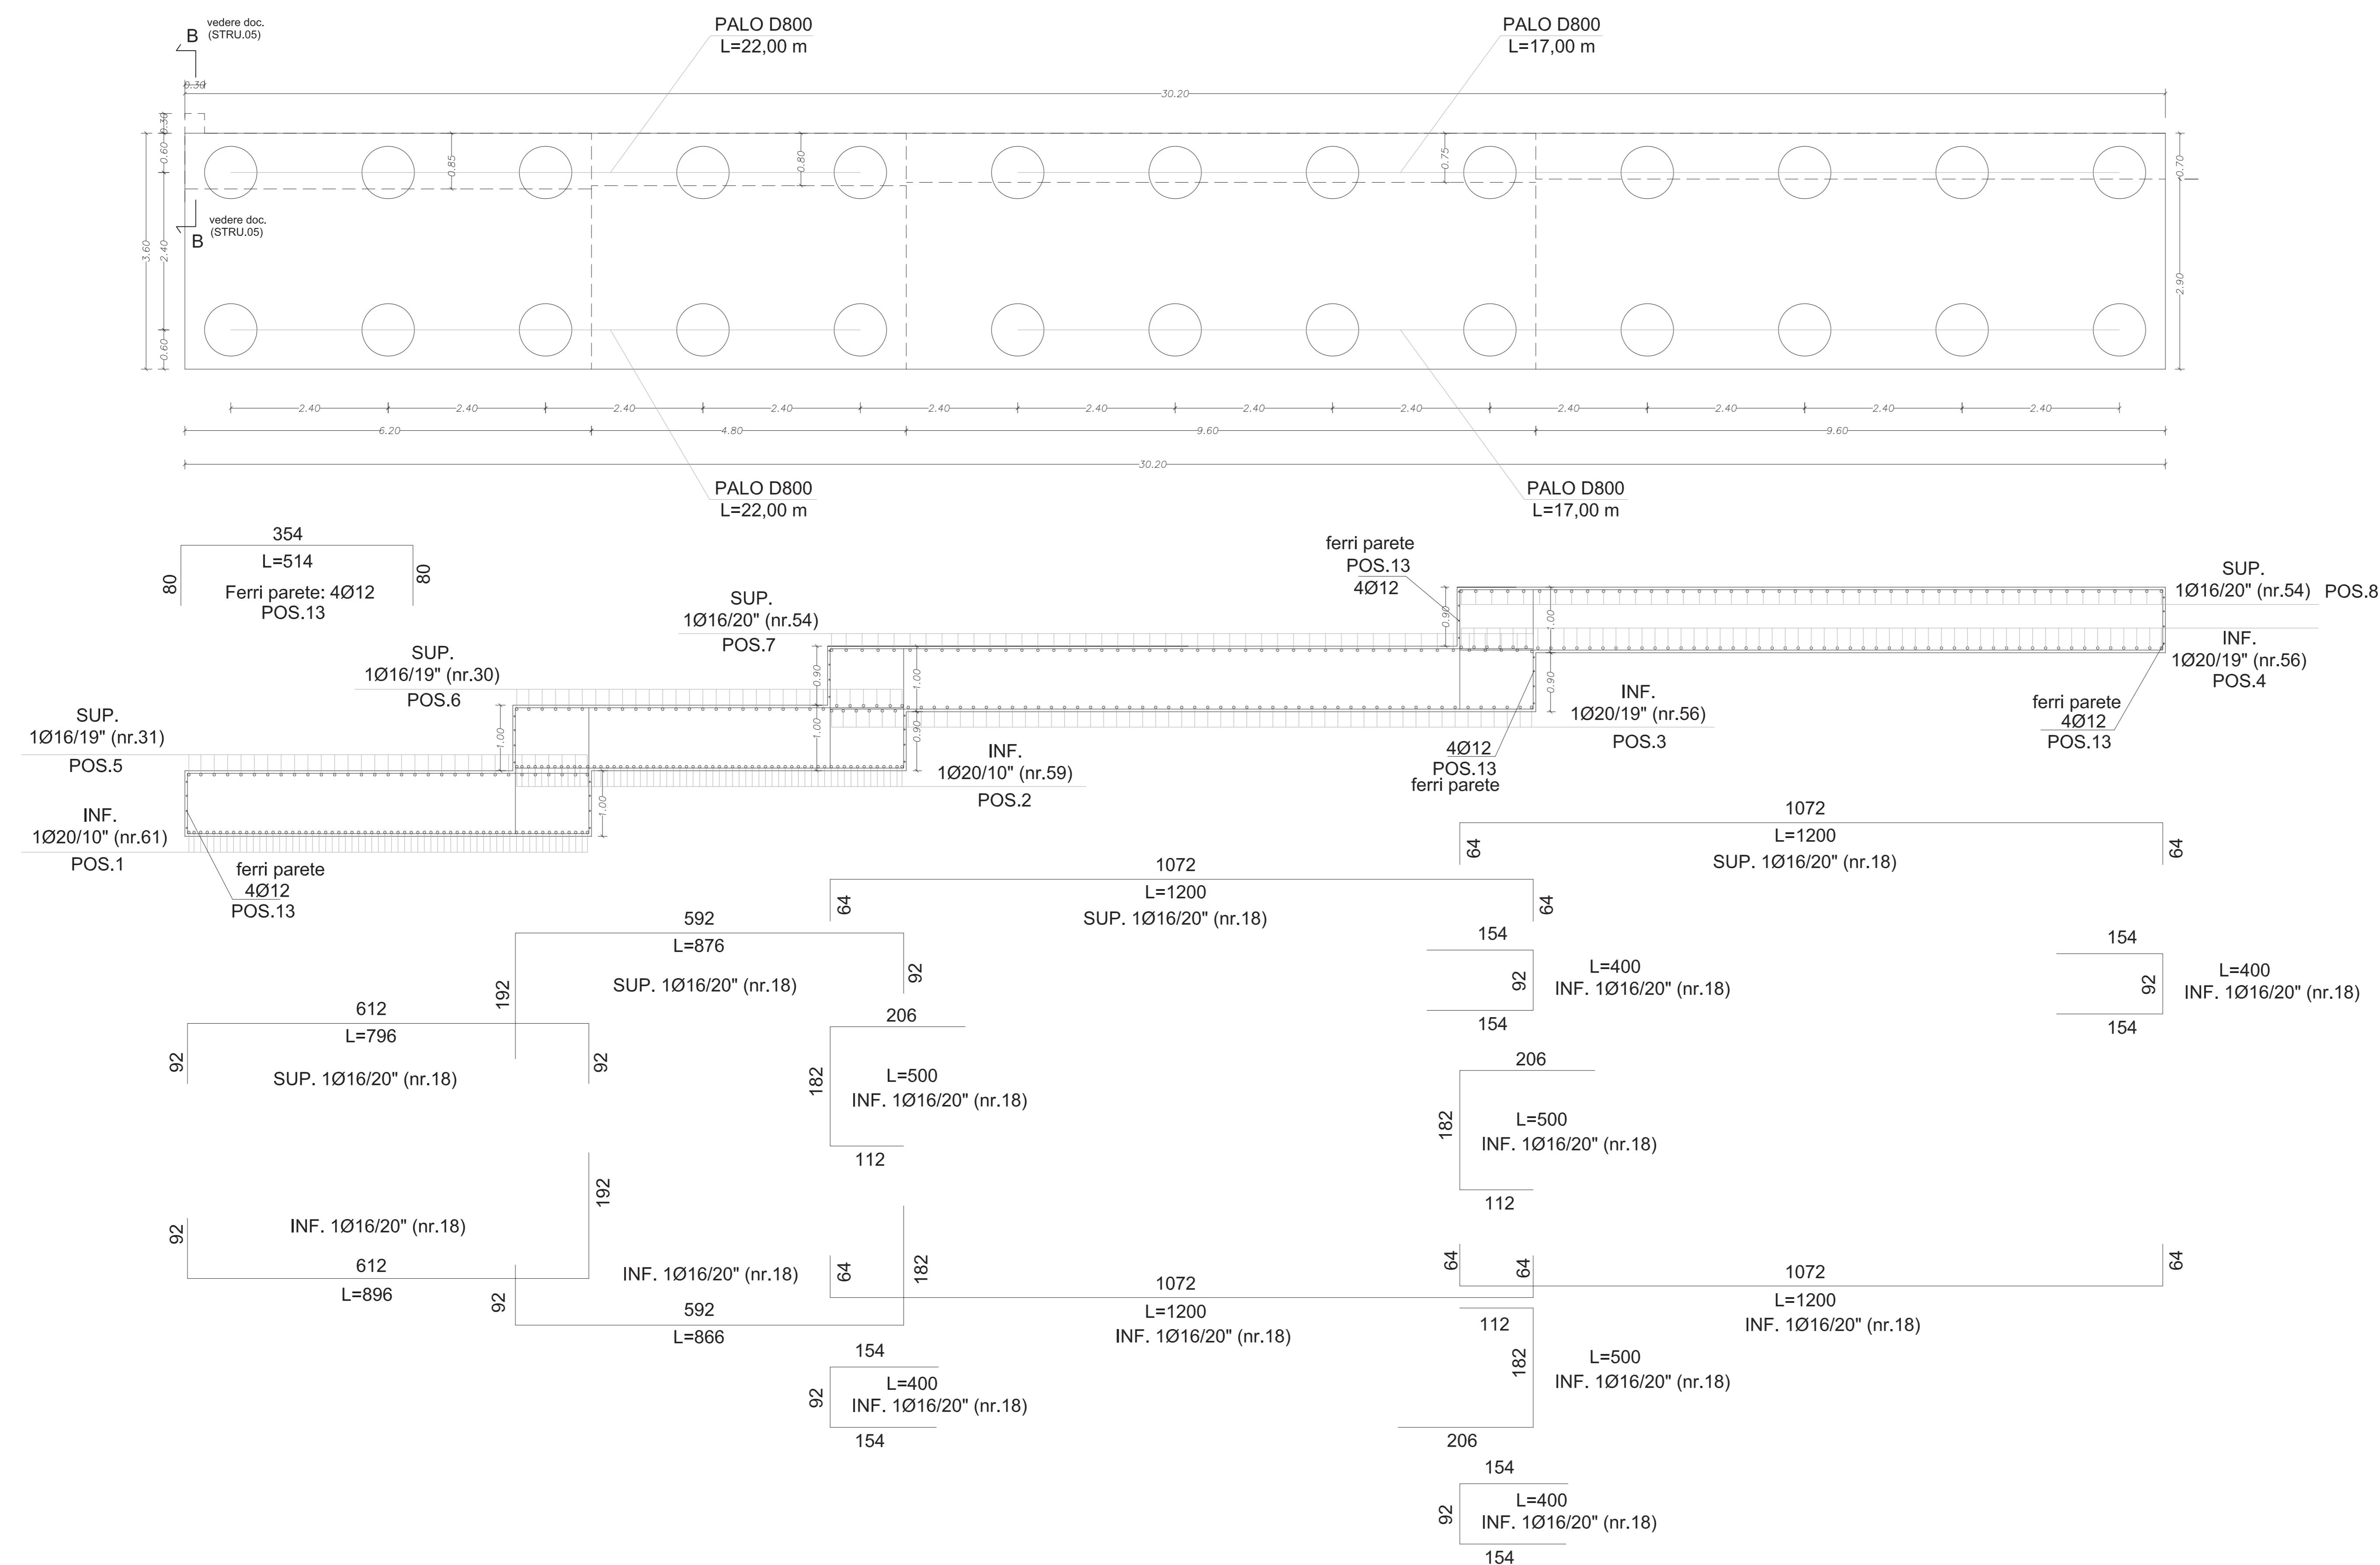 vedere doc.
(STRU.05)
B
PALO D800
L=22,00 m
PALO D800
L=17,00 m
0.30
30.20
0.30
0.60
0.85
0.80
0.75
0.70
vedere doc.
(STRU.05)
B
3.60
2.40
2.90
0.60
2.40
2.40
2.40
2.40
2.40
2.40
2.40
2.40
2.40
2.40
2.40
2.40
6.20
4.80
9.60
9.60
30.20
PALO D800
L=22,00 m
PALO D800
L=17,00 m
354
L=514
80
80
Ferri parete: 4Ø12
POS.13
ferri parete
POS.13
4Ø12
SUP.
1Ø16/20" (nr.54)
POS.8
SUP.
1Ø16/20" (nr.54)
POS.7
0.90
1.00
INF.
1Ø20/19" (nr.56)
POS.4
SUP.
1Ø16/19" (nr.30)
POS.6
0.90
1.00
0.90
INF.
1Ø20/19" (nr.56)
POS.3
ferri parete
4Ø12
POS.13
SUP.
1Ø16/19" (nr.31)
POS.5
1.00
1.00
0.90
INF.
1Ø20/10" (nr.59)
POS.2
4Ø12
POS.13
ferri parete
1.00
INF.
1Ø20/10" (nr.61)
POS.1
ferri parete
4Ø12
POS.13
1072
L=1200
SUP. 1Ø16/20" (nr.18)
64
64
1072
L=1200
SUP. 1Ø16/20" (nr.18)
64
64
592
L=876
SUP. 1Ø16/20" (nr.18)
192
92
154
92
154
L=400
INF. 1Ø16/20" (nr.18)
154
92
154
L=400
INF. 1Ø16/20" (nr.18)
612
L=796
SUP. 1Ø16/20" (nr.18)
92
92
206
182
L=500
INF. 1Ø16/20" (nr.18)
112
206
182
L=500
INF. 1Ø16/20" (nr.18)
112
192
92
INF. 1Ø16/20" (nr.18)
612
L=896
INF. 1Ø16/20" (nr.18)
92
182
592
L=866
64
64
1072
L=1200
INF. 1Ø16/20" (nr.18)
64
64
1072
L=1200
INF. 1Ø16/20" (nr.18)
112
182
L=500
INF. 1Ø16/20" (nr.18)
206
154
92
L=400
INF. 1Ø16/20" (nr.18)
154
154
92
L=400
INF. 1Ø16/20" (nr.18)
154